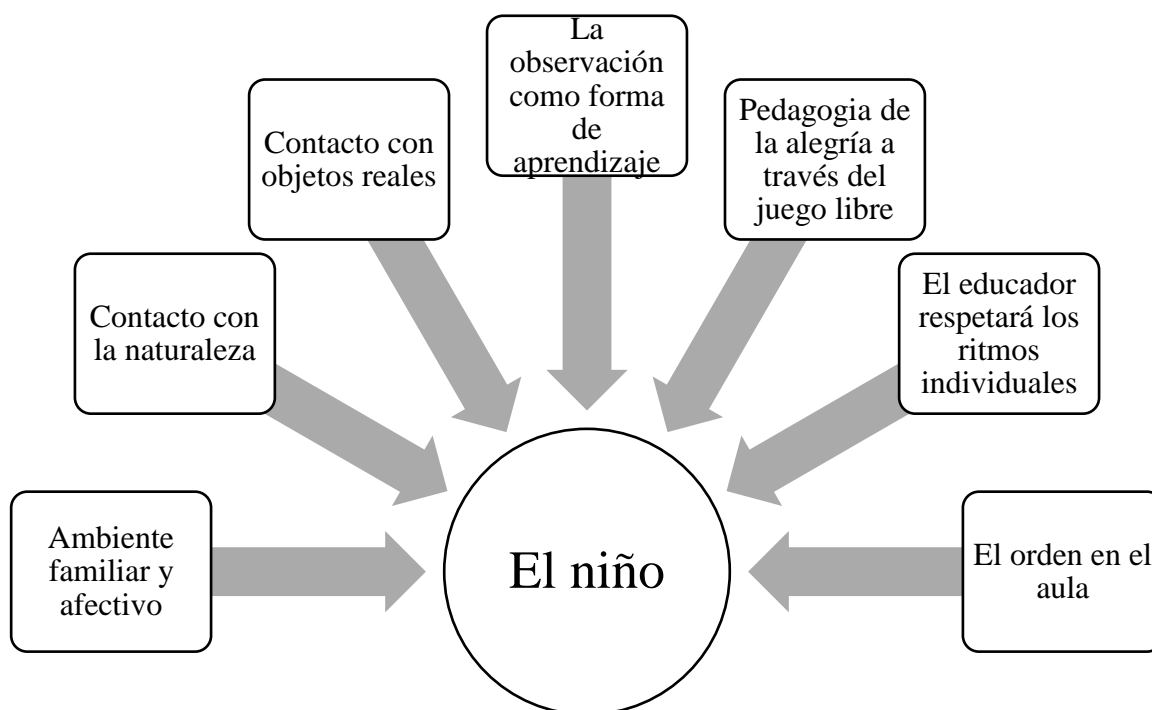 La
observación
como forma
de
aprendizaje
Pedagogia de
la alegría a
través del
juego libre
Contacto con
objetos reales
El educador
respetará los
ritmos
individuales
Contacto con
la naturaleza
Ambiente
familiar y
afectivo
El niño
El orden en el
aula